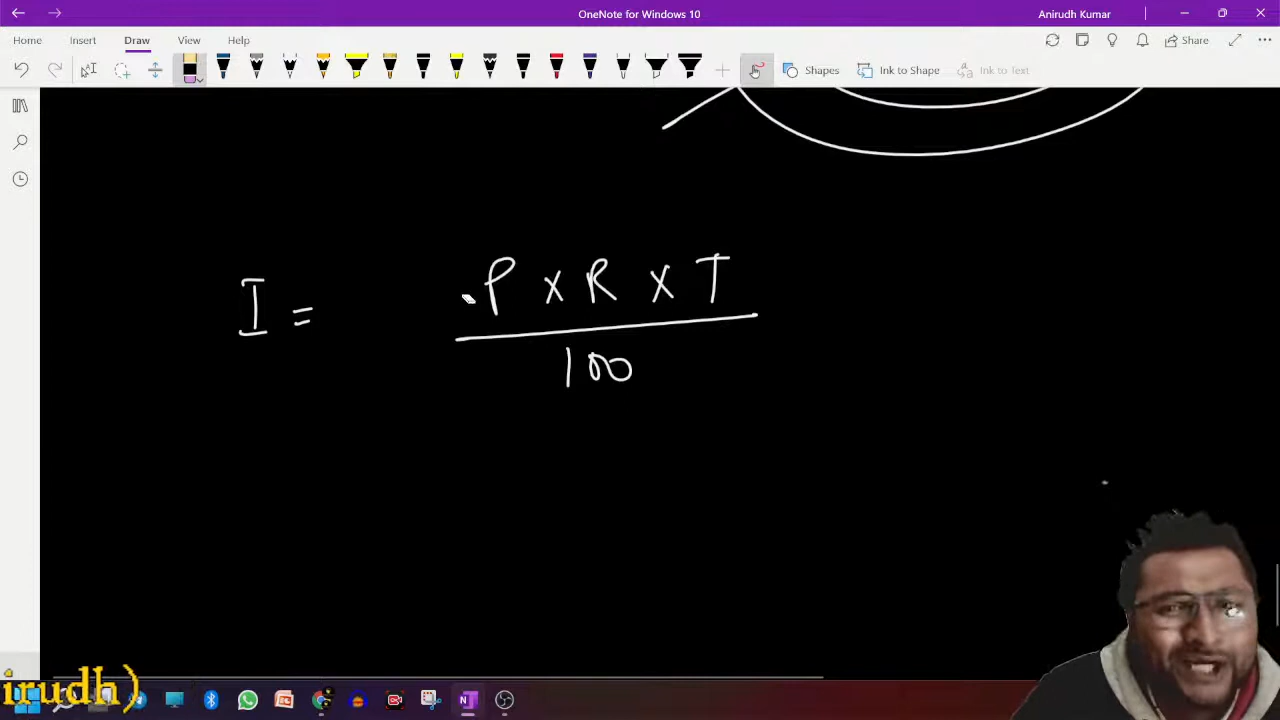 OneNote for Windows 10
Anirudh Kumar
Home Insert Draw View Help
Share
Shapes
Ink to Shape
Ink to Text
I = P x R x T
100
irudh)